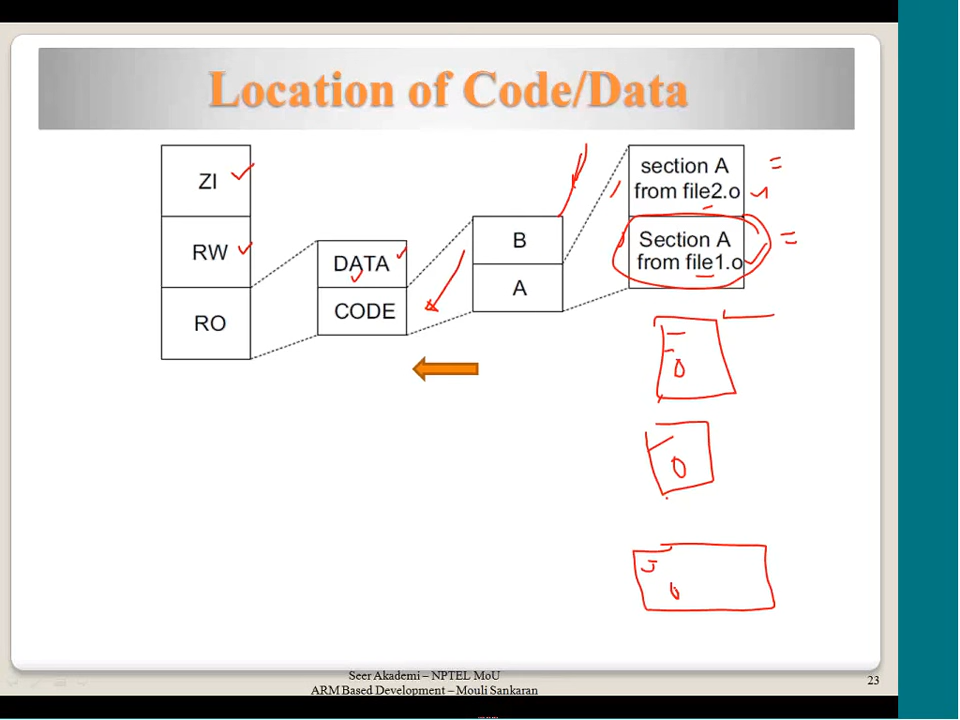 Location of Code/Data
ZI
RW
RO
DATA
CODE
B
A
section A
from file2.o
Section A
from file1.o
Seer Akademi – NPTEL MoU
ARM Based Development – Mouli Sankaran
23